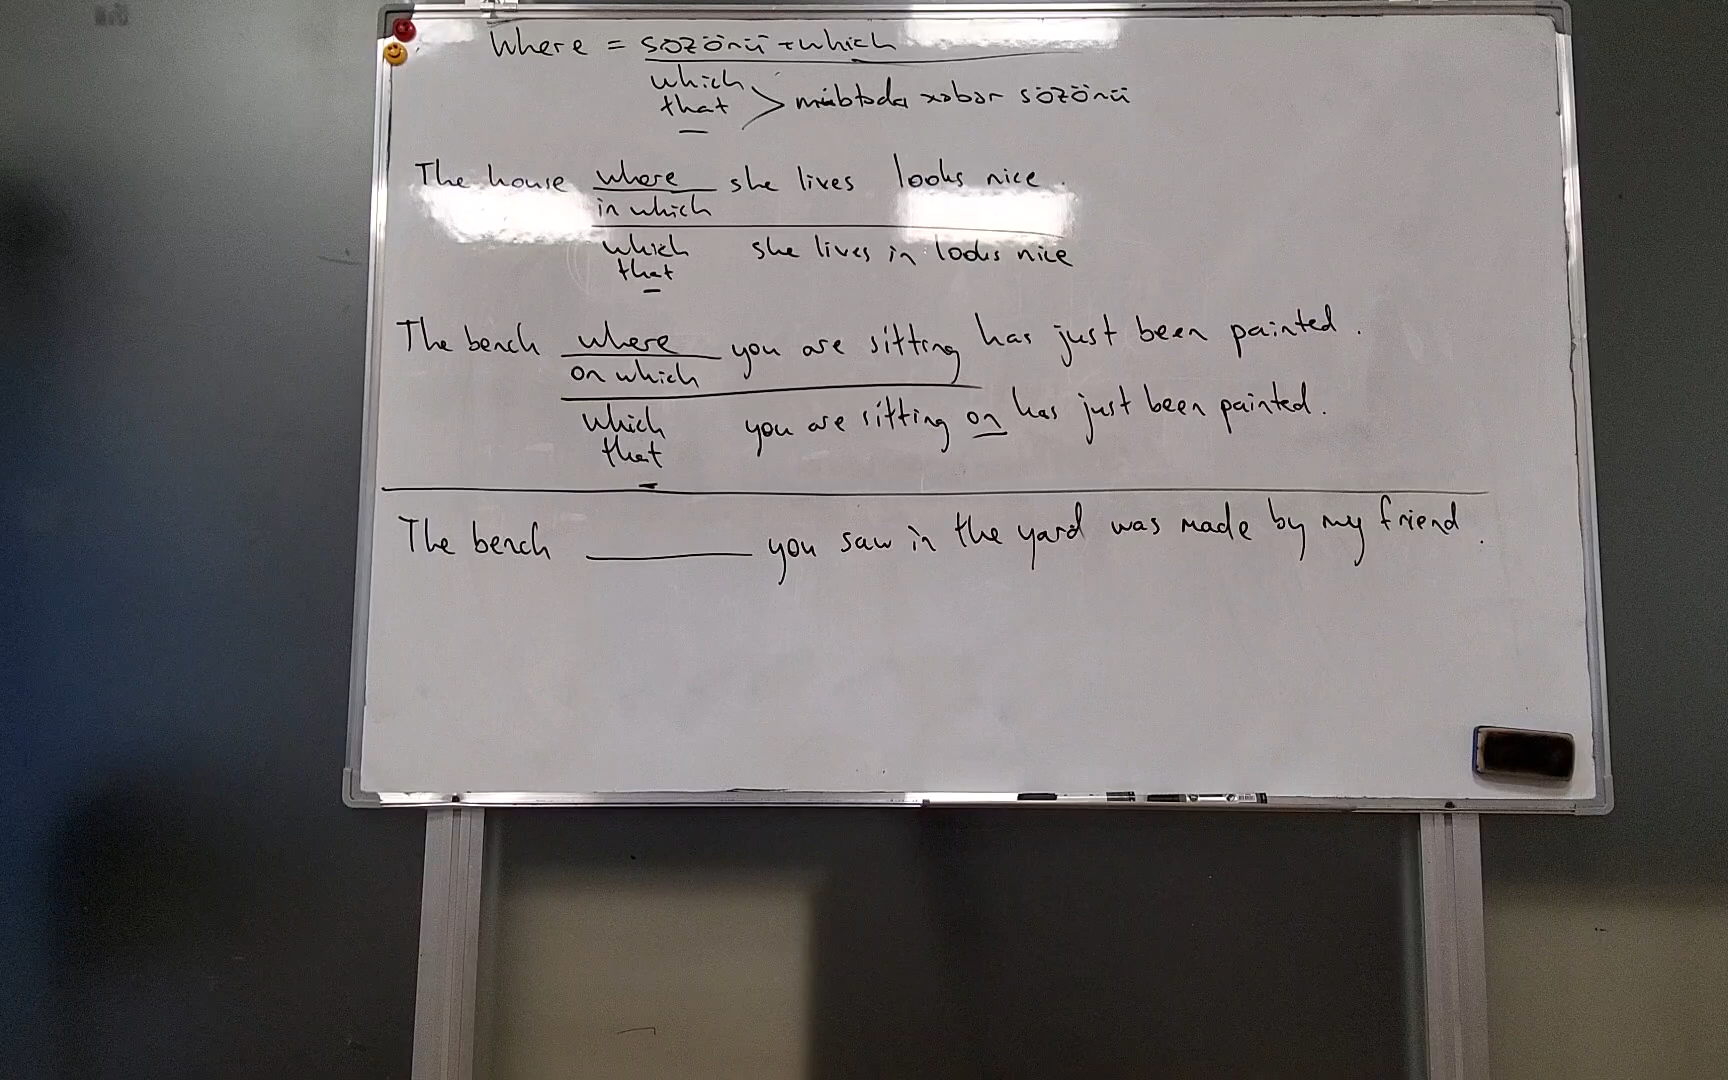 Where = sözönü + which
which
that > mübtəda xəbər sözönü
The house where she lives looks nice.
in which
which she lives in looks nice
that
The bench where you are sitting has just been painted.
on which
which you are sitting on has just been painted.
that
The bench ________ you saw in the yard was made by my friend.